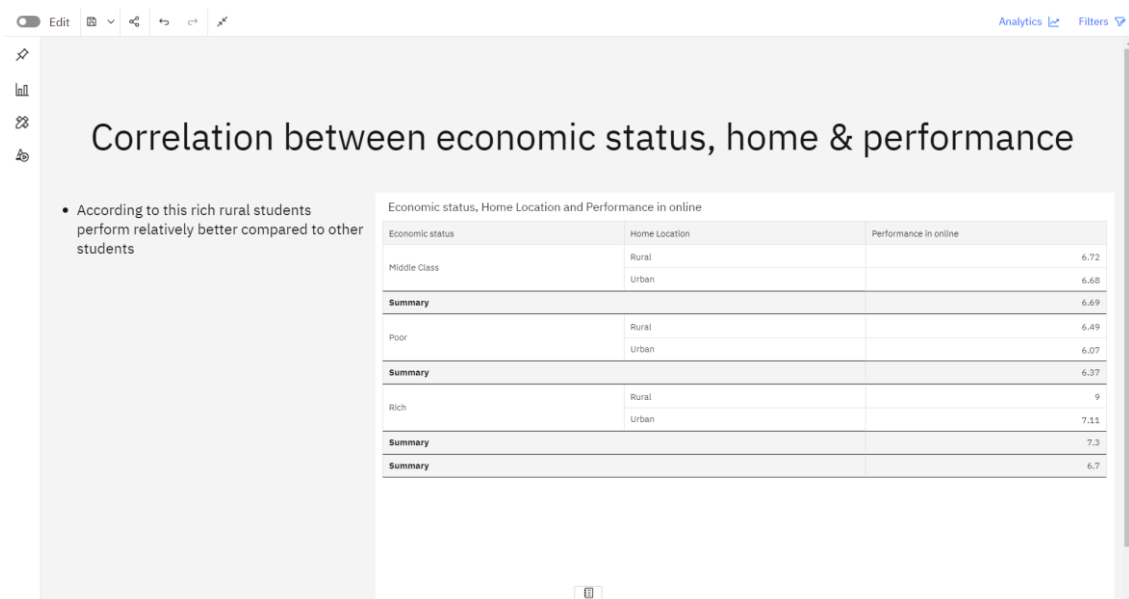 Edit
Analytics Filters
Correlation between economic status, home & performance
• According to this rich rural students
perform relatively better compared to other
students
Economic status, Home Location and Performance in online
Economic status Home Location Performance in online
Middle Class
Rural 6.72
Urban 6.68
Summary 6.69
Poor
Rural 6.49
Urban 6.07
Summary 6.37
Rich
Rural 9
Urban 7.11
Summary 7.3
Summary 6.7